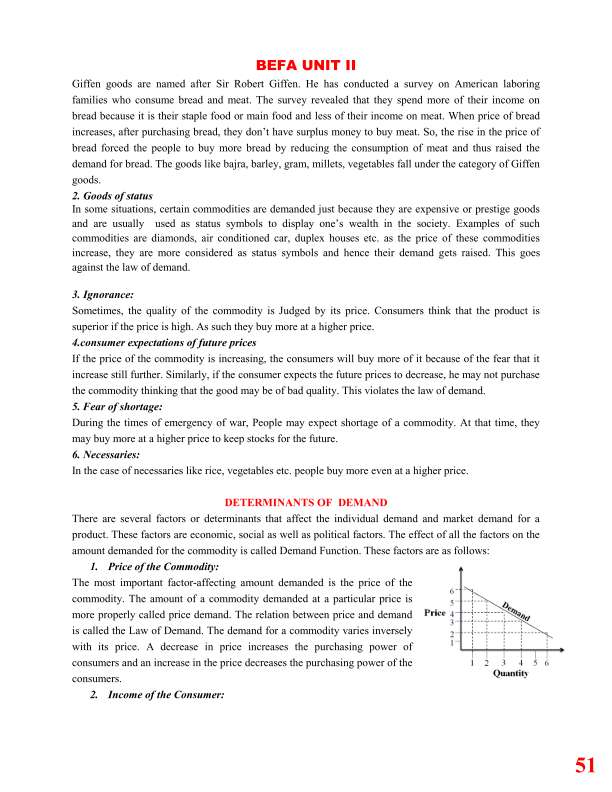 BEFA UNIT II
Giffen goods are named after Sir Robert Giffen. He has conducted a survey on American laboring
families who consume bread and meat. The survey revealed that they spend more of their income on
bread because it is their staple food or main food and less of their income on meat. When price of bread
increases, after purchasing bread, they don’t have surplus money to buy meat. So, the rise in the price of
bread forced the people to buy more bread by reducing the consumption of meat and thus raised the
demand for bread. The goods like bajra, barley, gram, millets, vegetables fall under the category of Giffen
goods.
2. Goods of status
In some situations, certain commodities are demanded just because they are expensive or prestige goods
and are usually used as status symbols to display one’s wealth in the society. Examples of such
commodities are diamonds, air conditioned car, duplex houses etc. as the price of these commodities
increase, they are more considered as status symbols and hence their demand gets raised. This goes
against the law of demand.
3. Ignorance:
Sometimes, the quality of the commodity is Judged by its price. Consumers think that the product is
superior if the price is high. As such they buy more at a higher price.
4.consumer expectations of future prices
If the price of the commodity is increasing, the consumers will buy more of it because of the fear that it
increase still further. Similarly, if the consumer expects the future prices to decrease, he may not purchase
the commodity thinking that the good may be of bad quality. This violates the law of demand.
5. Fear of shortage:
During the times of emergency of war, People may expect shortage of a commodity. At that time, they
may buy more at a higher price to keep stocks for the future.
6. Necessaries:
In the case of necessaries like rice, vegetables etc. people buy more even at a higher price.
DETERMINANTS OF DEMAND
There are several factors or determinants that affect the individual demand and market demand for a
product. These factors are economic, social as well as political factors. The effect of all the factors on the
amount demanded for the commodity is called Demand Function. These factors are as follows:
1. Price of the Commodity:
The most important factor-affecting amount demanded is the price of the
commodity. The amount of a commodity demanded at a particular price is
more properly called price demand. The relation between price and demand
is called the Law of Demand. The demand for a commodity varies inversely
with its price. A decrease in price increases the purchasing power of
consumers and an increase in the price decreases the purchasing power of the
consumers.
6
5
Price 4
3
2
1
Demand
1 2 3 4 5 6
Quantity
2. Income of the Consumer:
51